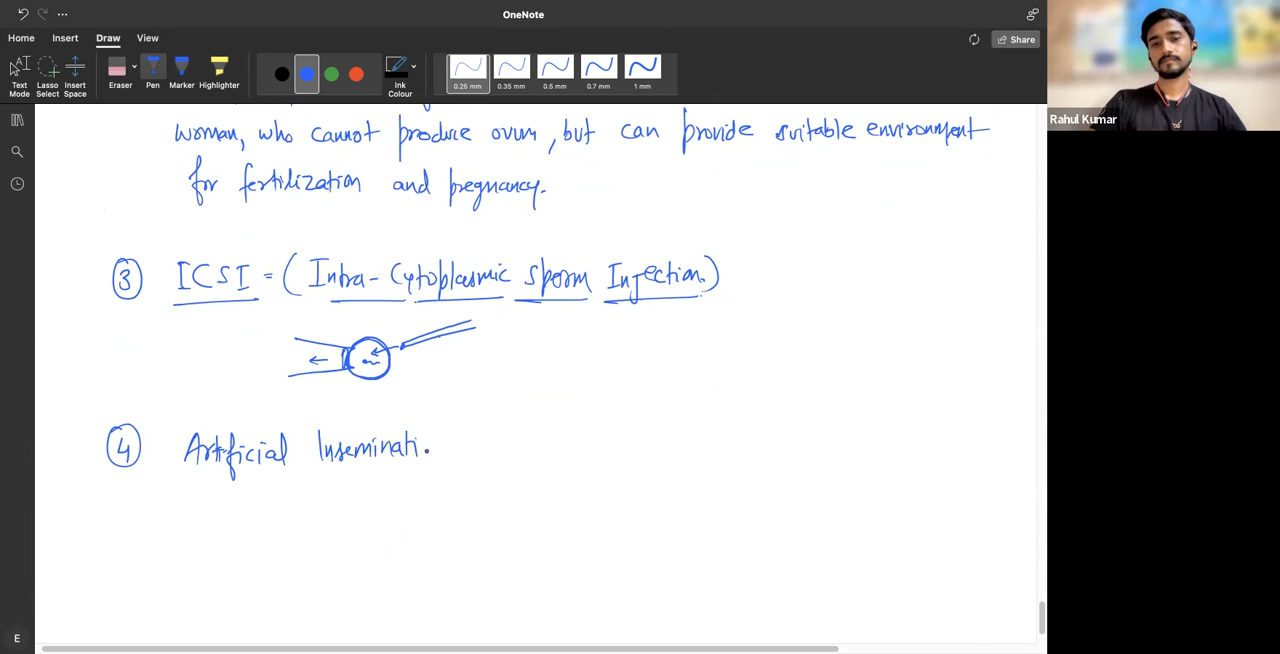 OneNote
Home Insert Draw View
Share
Text Mode Lasso Select Insert Space Eraser Pen Marker Highlighter Ink Colour 0.25 mm 0.35 mm 0.5 mm 0.7 mm 1 mm
Rahul Kumar
woman, who cannot produce ovum, but can provide suitable environment
for fertilization and pregnancy.
③ ICSI = (Intra-Cytoplasmic Sperm Injection.)
④ Artificial Inseminati
E